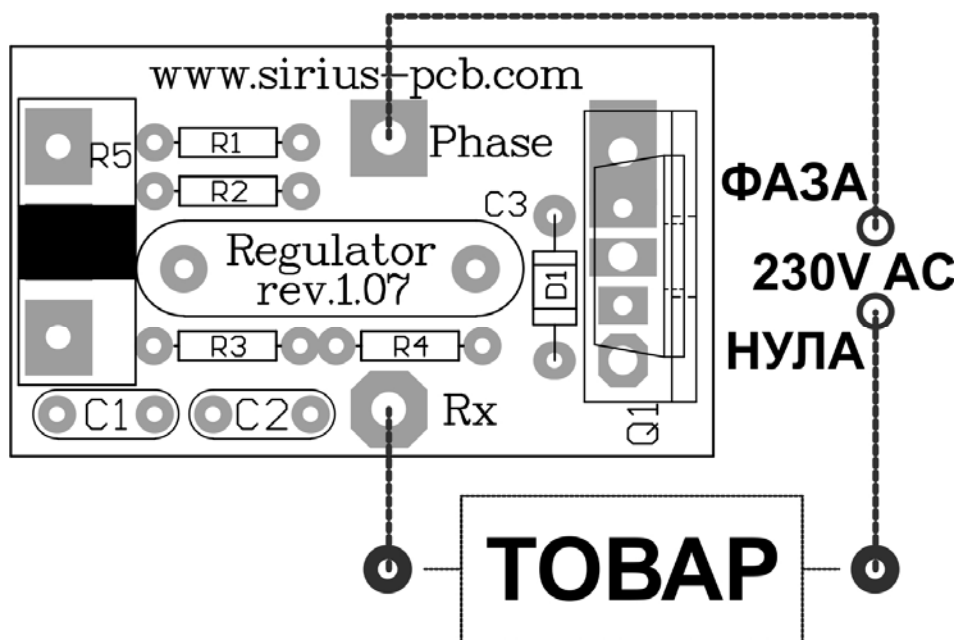 www.sirius-pcb.com
R5
R1
Phase
R2
ФАЗА
C3
Regulator
rev.1.07
D1
230V AC
R3
R4
НУЛА
C1
C2
Rx
Q1
ТОВАР